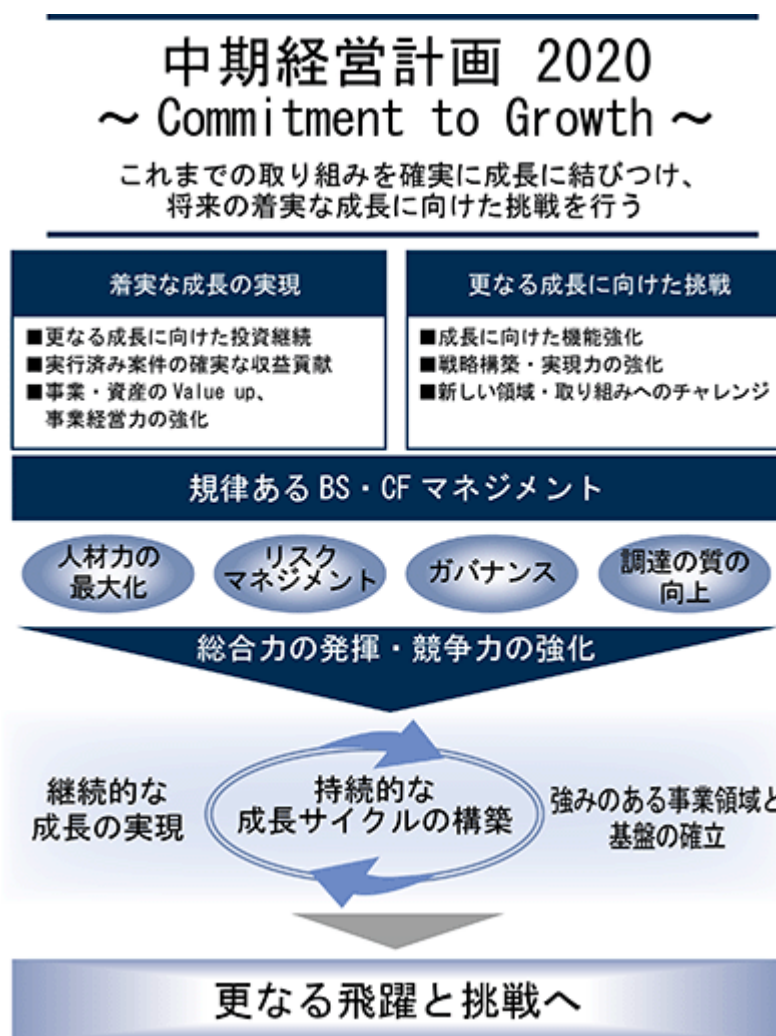 中期経営計画 2020
～ Commitment to Growth ～
これまでの取り組みを確実に成長に結びつけ、
将来の着実な成長に向けた挑戦を行う
着実な成長の実現
■更なる成長に向けた投資継続
■実行済み案件の確実な収益貢献
■事業・資産の Value up、
事業経営力の強化
更なる成長に向けた挑戦
■成長に向けた機能強化
■戦略構築・実現力の強化
■新しい領域・取り組みへのチャレンジ
規律ある BS・CF マネジメント
人材力の
最大化
リスク
マネジメント
ガバナンス
調達の質の
向上
総合力の発揮・競争力の強化
継続的な
成長の実現
持続的な
成長サイクルの構築
強みのある事業領域と
基盤の確立
更なる飛躍と挑戦へ